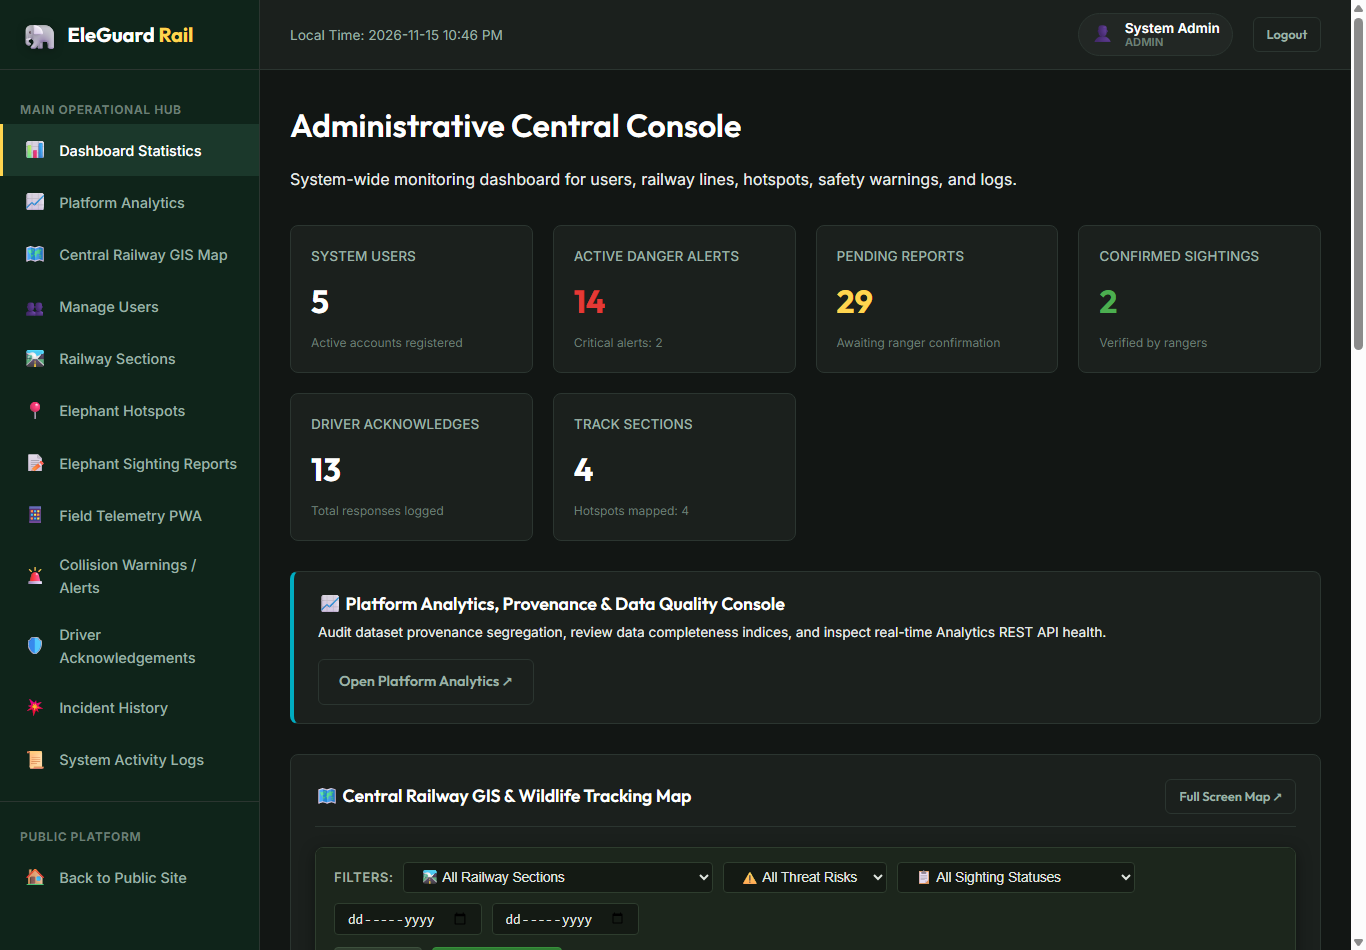 EleGuard Rail
Local Time: 2026-11-15 10:46 PM
System Admin
ADMIN
Logout
MAIN OPERATIONAL HUB
Dashboard Statistics
Platform Analytics
Central Railway GIS Map
Manage Users
Railway Sections
Elephant Hotspots
Elephant Sighting Reports
Field Telemetry PWA
Collision Warnings /
Alerts
Driver
Acknowledgements
Incident History
System Activity Logs
PUBLIC PLATFORM
Back to Public Site
Administrative Central Console
System-wide monitoring dashboard for users, railway lines, hotspots, safety warnings, and logs.
SYSTEM USERS
5
Active accounts registered
ACTIVE DANGER ALERTS
14
Critical alerts: 2
PENDING REPORTS
29
Awaiting ranger confirmation
CONFIRMED SIGHTINGS
2
Verified by rangers
DRIVER ACKNOWLEDGES
13
Total responses logged
TRACK SECTIONS
4
Hotspots mapped: 4
Platform Analytics, Provenance & Data Quality Console
Audit dataset provenance segregation, review data completeness indices, and inspect real-time Analytics REST API health.
Open Platform Analytics ↗
Central Railway GIS & Wildlife Tracking Map
Full Screen Map ↗
FILTERS:
All Railway Sections
All Threat Risks
All Sighting Statuses
dd-----yyyy
dd-----yyyy